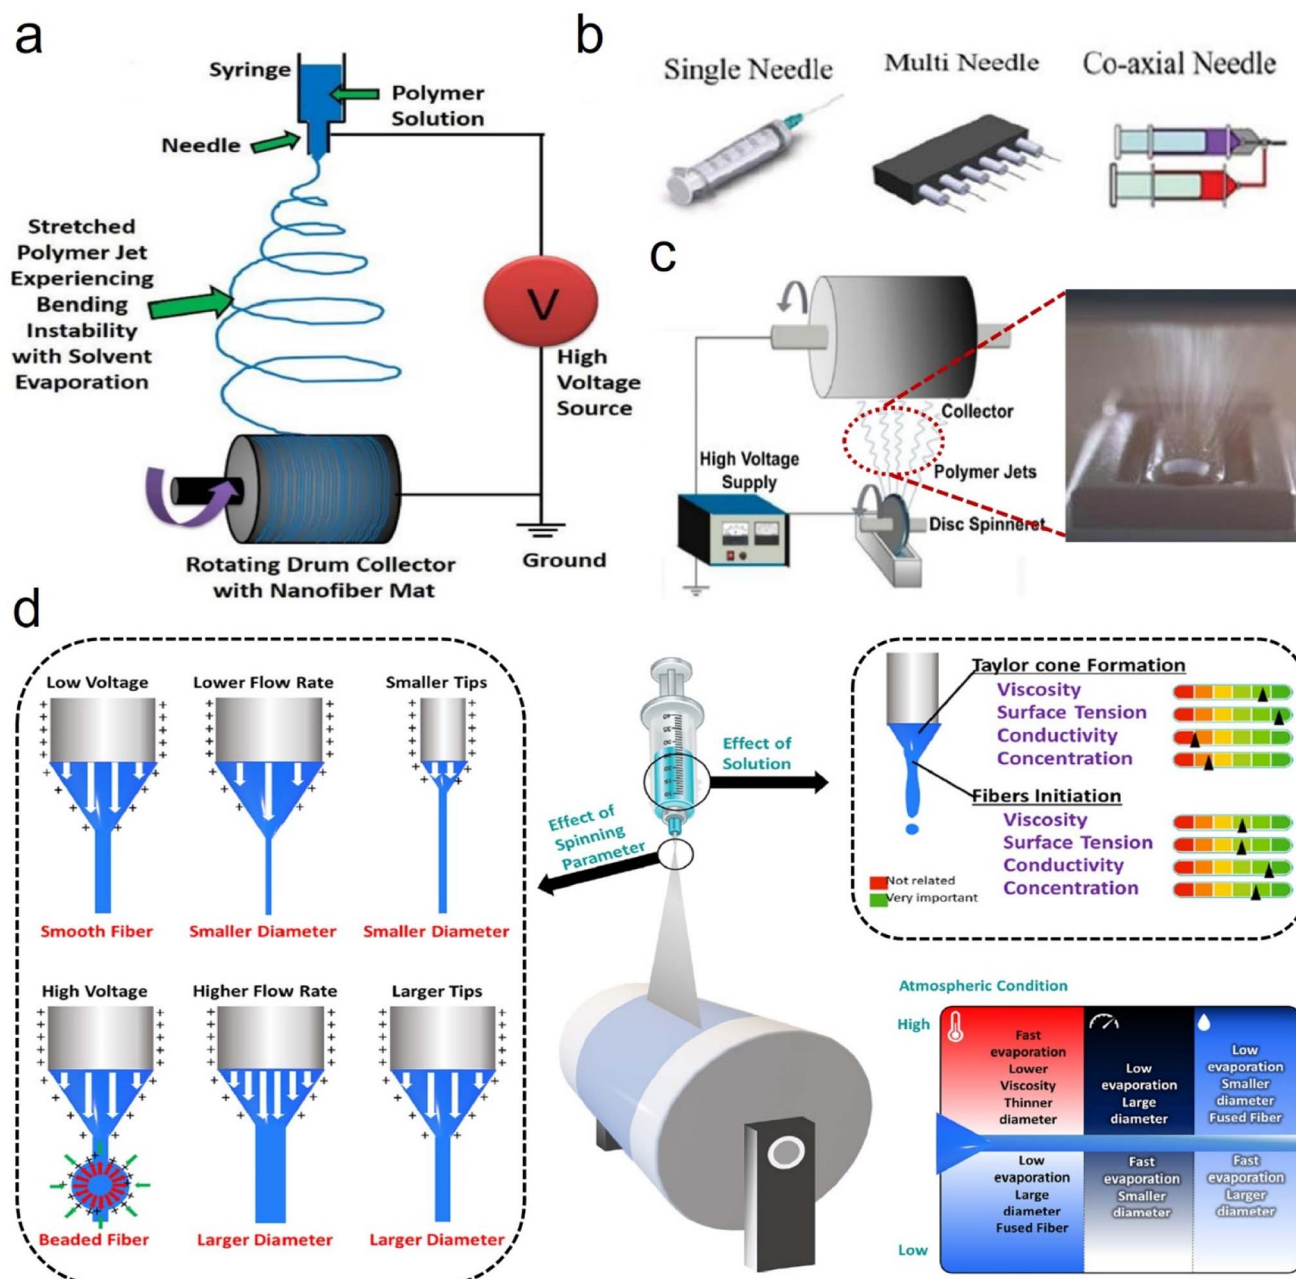 a
Syringe
Polymer
Solution
Needle
Stretched
Polymer Jet
Experiencing
Bending
Instability
with Solvent
Evaporation
V
High
Voltage
Source
Rotating Drum Collector
with Nanofiber Mat
Ground
b
Single Needle
Multi Needle
Co-axial Needle
c
Collector
High Voltage
Supply
Polymer Jets
Disc Spinneret
d
Low Voltage
Lower Flow Rate
Smaller Tips
Smooth Fiber
Smaller Diameter
Smaller Diameter
High Voltage
Higher Flow Rate
Larger Tips
Beaded Fiber
Larger Diameter
Larger Diameter
Effect of
Solution
Effect of
Spinning
Parameter
Taylor cone Formation
Viscosity
Surface Tension
Conductivity
Concentration
Fibers Initiation
Viscosity
Surface Tension
Conductivity
Concentration
Not related
Very important
Atmospheric Condition
High
Fast
evaporation
Lower
Viscosity
Thinner
diameter
Low
evaporation
Large
diameter
Low
evaporation
Smaller
diameter
Fused Fiber
Low
evaporation
Large
diameter
Fused Fiber
Fast
evaporation
Smaller
diameter
Fast
evaporation
Larger
diameter
Low